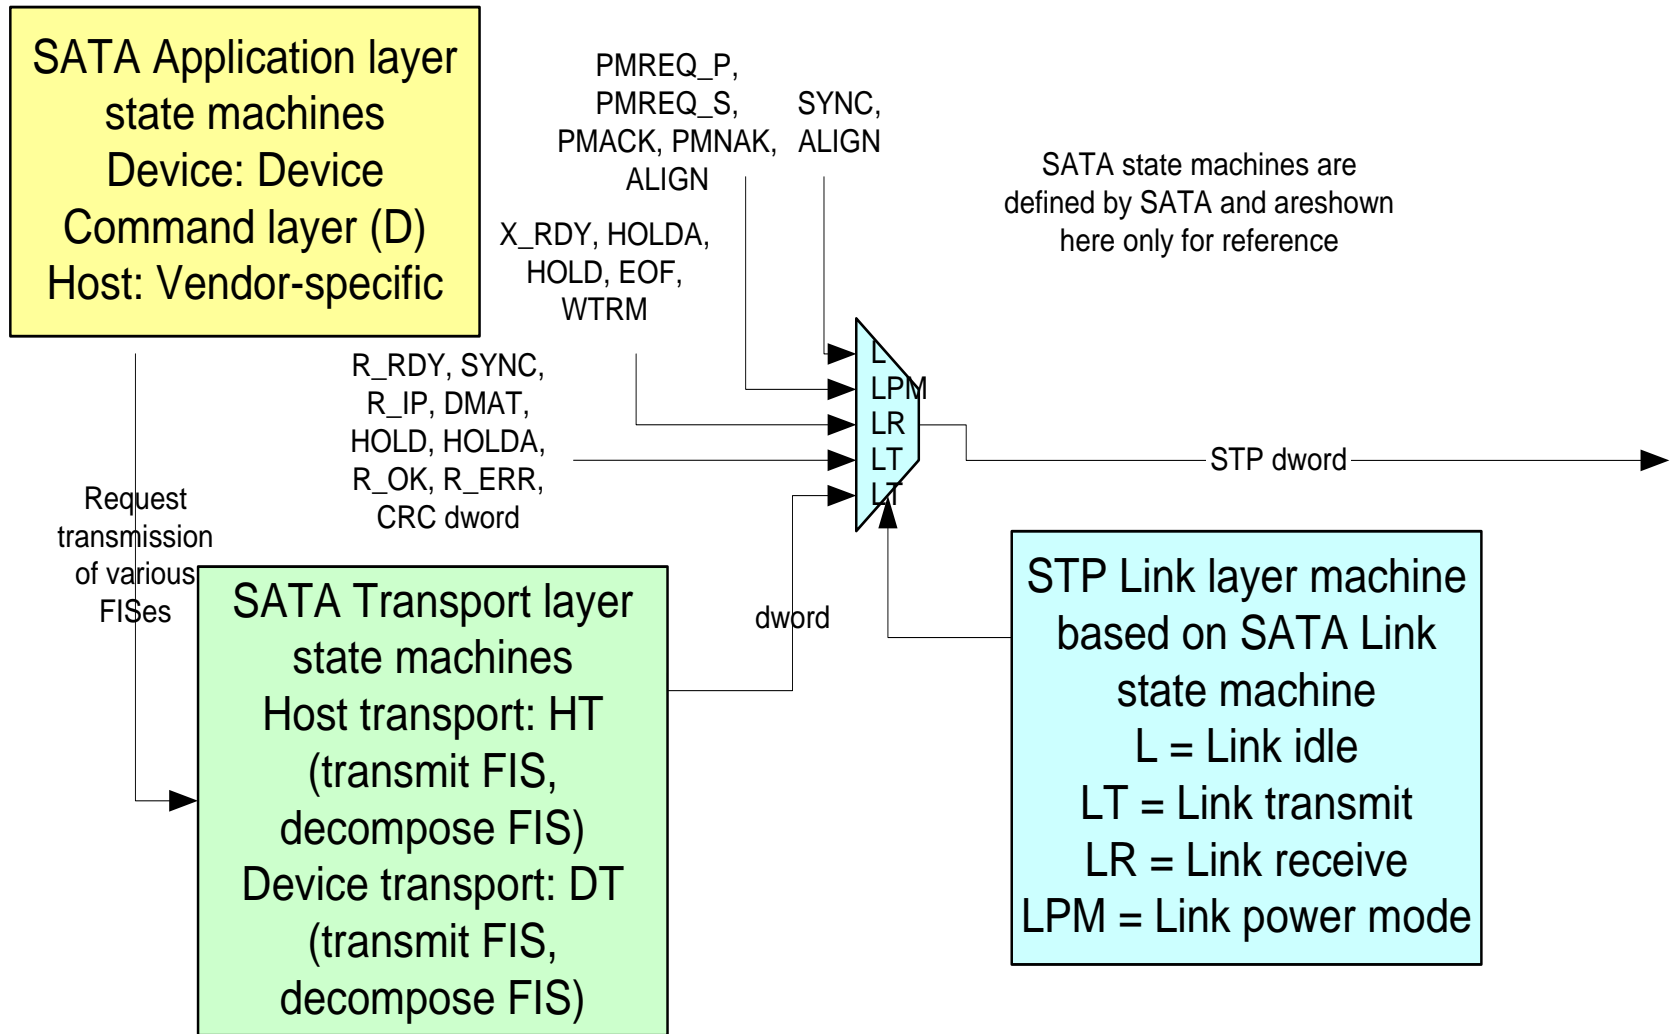 SATA Application layer
state machines
Device: Device
Command layer (D)
Host: Vendor-specific
PMREQ_P,
PMREQ_S,
PMACK, PMNAK,
ALIGN
SYNC,
ALIGN
SATA state machines are
defined by SATA and areshown
here only for reference
X_RDY, HOLDA,
HOLD, EOF,
WTRM
R_RDY, SYNC,
R_IP, DMAT,
HOLD, HOLDA,
R_OK, R_ERR,
CRC dword
L
LPM
LR
LT
LT
STP dword
Request
transmission
of various
FISes
SATA Transport layer
state machines
Host transport: HT
(transmit FIS,
decompose FIS)
Device transport: DT
(transmit FIS,
decompose FIS)
dword
STP Link layer machine
based on SATA Link
state machine
L = Link idle
LT = Link transmit
LR = Link receive
LPM = Link power mode